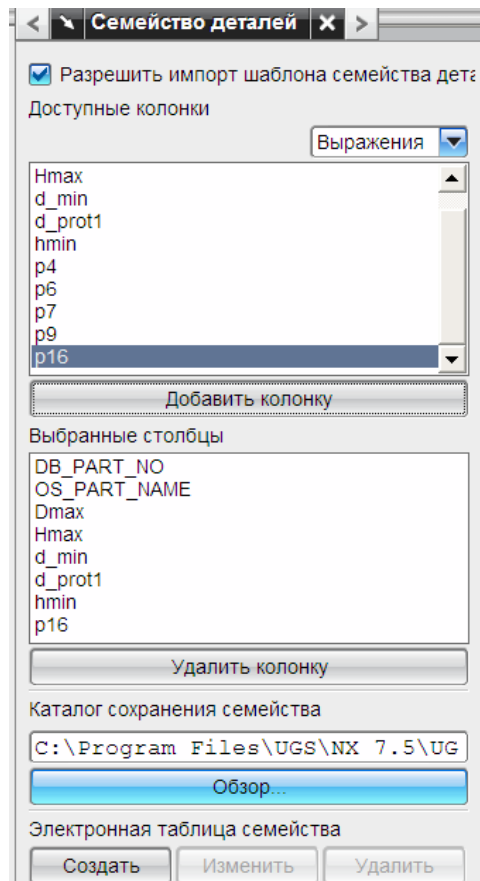 Семейство деталей
Разрешить импорт шаблона семейства дета
Доступные колонки
Выражения
Hmax
d_min
d_prot1
hmin
p4
p6
p7
p9
p16
Добавить колонку
Выбранные столбцы
DB_PART_NO
OS_PART_NAME
Dmax
Hmax
d_min
d_prot1
hmin
p16
Удалить колонку
Каталог сохранения семейства
C:\Program Files\UGS\NX 7.5\UG
Обзор...
Электронная таблица семейства
Создать Изменить Удалить